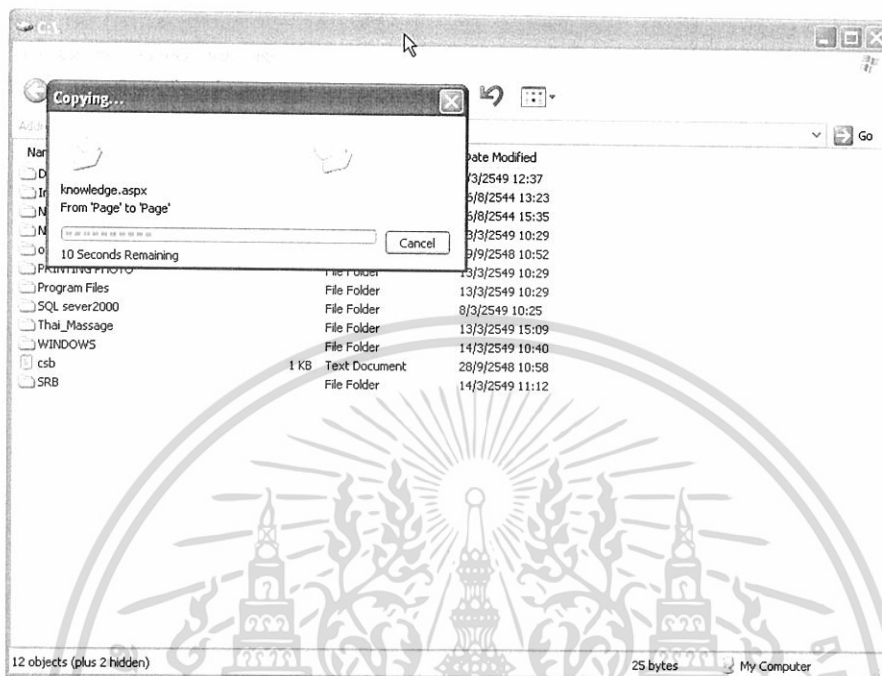 C:\
Copying...
Go
Date Modified
knowledge.aspx
From 'Page' to 'Page'
10 Seconds Remaining
Cancel
/3/2549 12:37
6/8/2544 13:23
6/8/2544 15:35
3/3/2549 10:29
9/9/2548 10:52
PRINTING PHOTO File Folder 13/3/2549 10:29
Program Files File Folder 13/3/2549 10:29
SQL sever2000 File Folder 8/3/2549 10:25
Thai_Massage File Folder 13/3/2549 15:09
WINDOWS File Folder 14/3/2549 10:40
csb 1 KB Text Document 28/9/2548 10:58
SRB File Folder 14/3/2549 11:12
12 objects (plus 2 hidden) 25 bytes My Computer